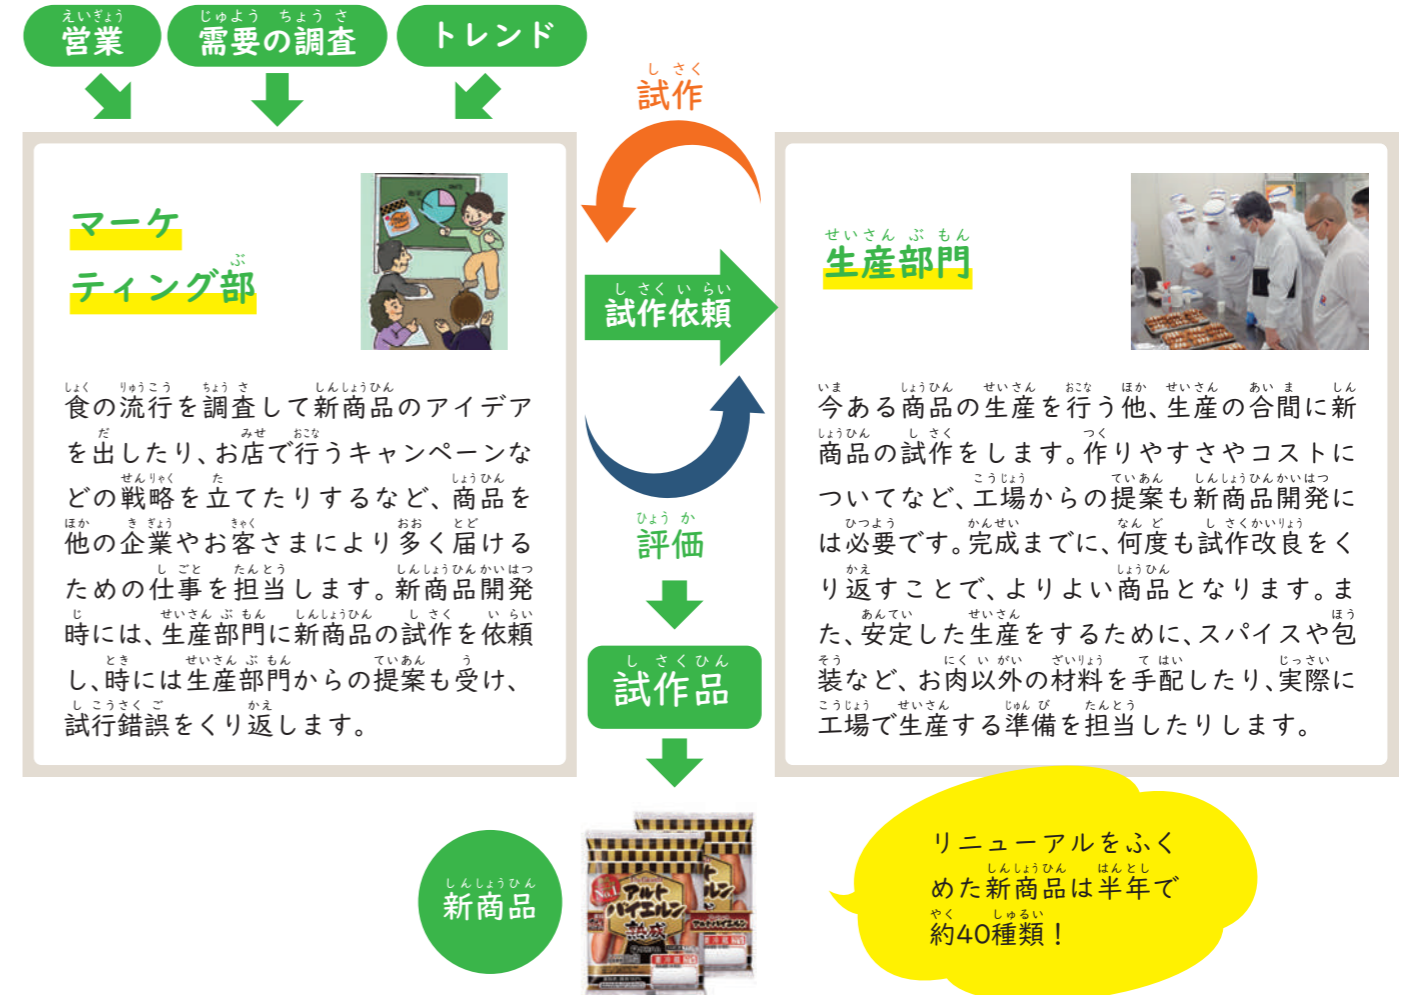 営業
需要の調査
トレンド
マーケ
ティング部
食の流行を調査して新商品のアイデア
を出したり、お店で行うキャンペーンな
どの戦略を立てたりするなど、商品を
他の企業やお客さまにより多く届ける
ための仕事を担当します。新商品開発
時には、生産部門に新商品の試作を依頼
し、時には生産部門からの提案も受け、
試行錯誤をくり返します。
試作
試作依頼
評価
試作品
生産部門
今ある商品の生産を行う他、生産の合間に新
商品の試作をします。作りやすさやコストに
ついてなど、工場からの提案も新商品開発に
は必要です。完成までに、何度も試作改良をく
り返すことで、よりよい商品となります。ま
た、安定した生産をするために、スパイスや包
装など、お肉以外の材料を手配したり、実際に
工場で生産する準備を担当したりします。
新商品
アルト
バイエルン
熟成
リニューアルをふく
めた新商品は半年で
約40種類！